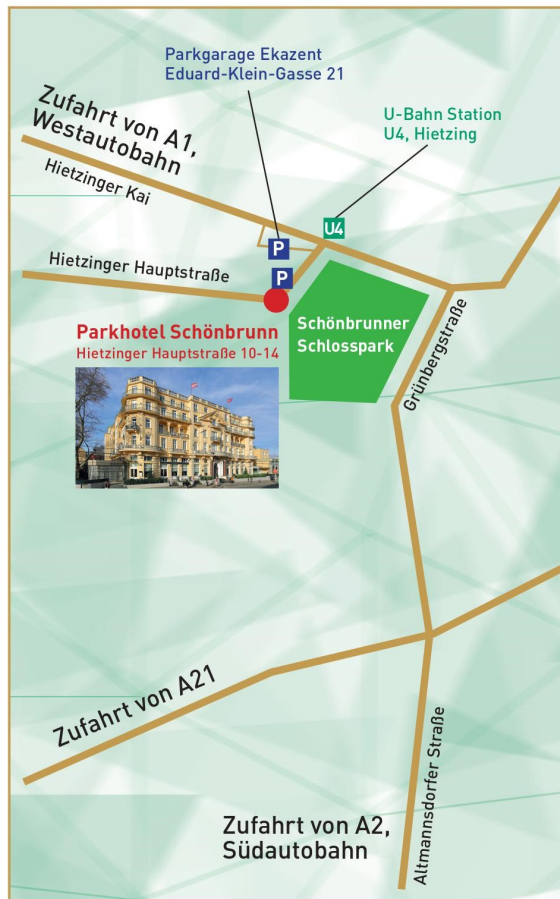 Parkgarage Ekazent
Eduard-Klein-Gasse 21
Zufahrt von A1,
Westautobahn
U-Bahn Station
U4, Hietzing
Hietzinger Kai
U4
P
Hietzinger Hauptstraße
P
Parkhotel Schönbrunn
Hietzinger Hauptstraße 10-14
Schönbrunner
Schlosspark
Grünbergstraße
Zufahrt von A21
Altmannsdorfer Straße
Zufahrt von A2,
Südautobahn